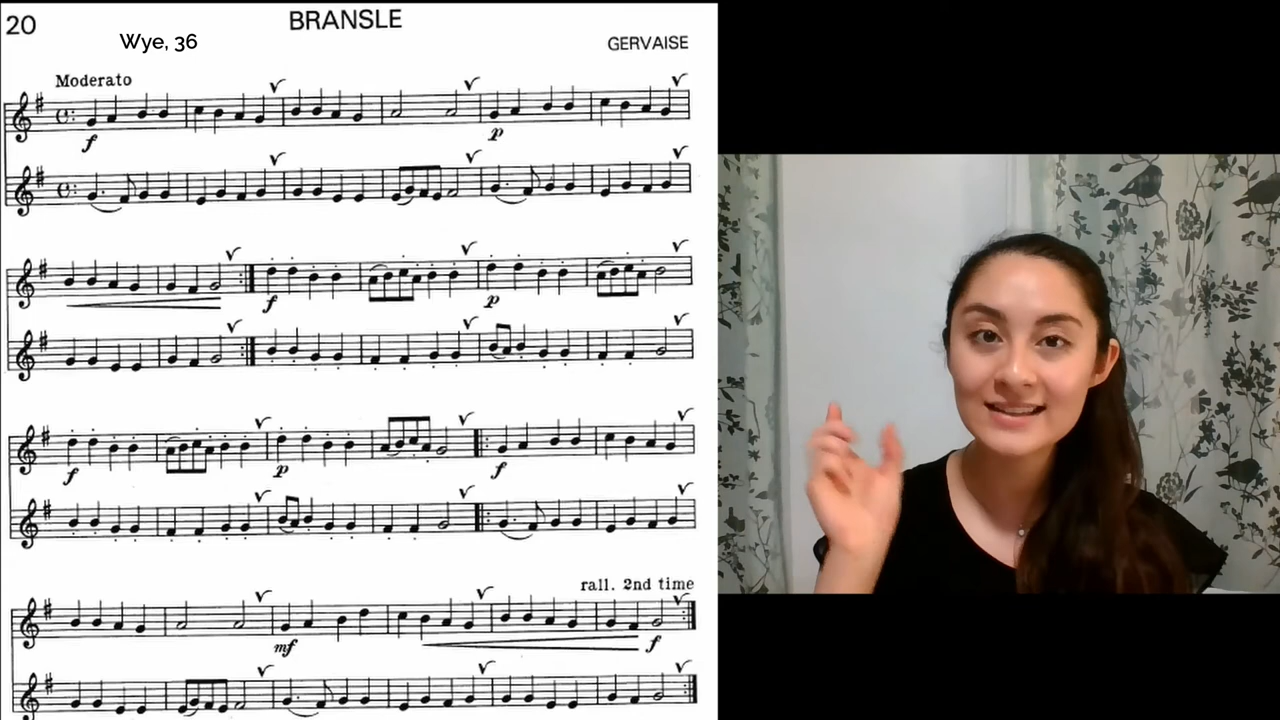 20
BRANSLE
Wye, 36
GERVAISE
Moderato
f
p
f
p
f
p
f
rall. 2nd time
mf
f